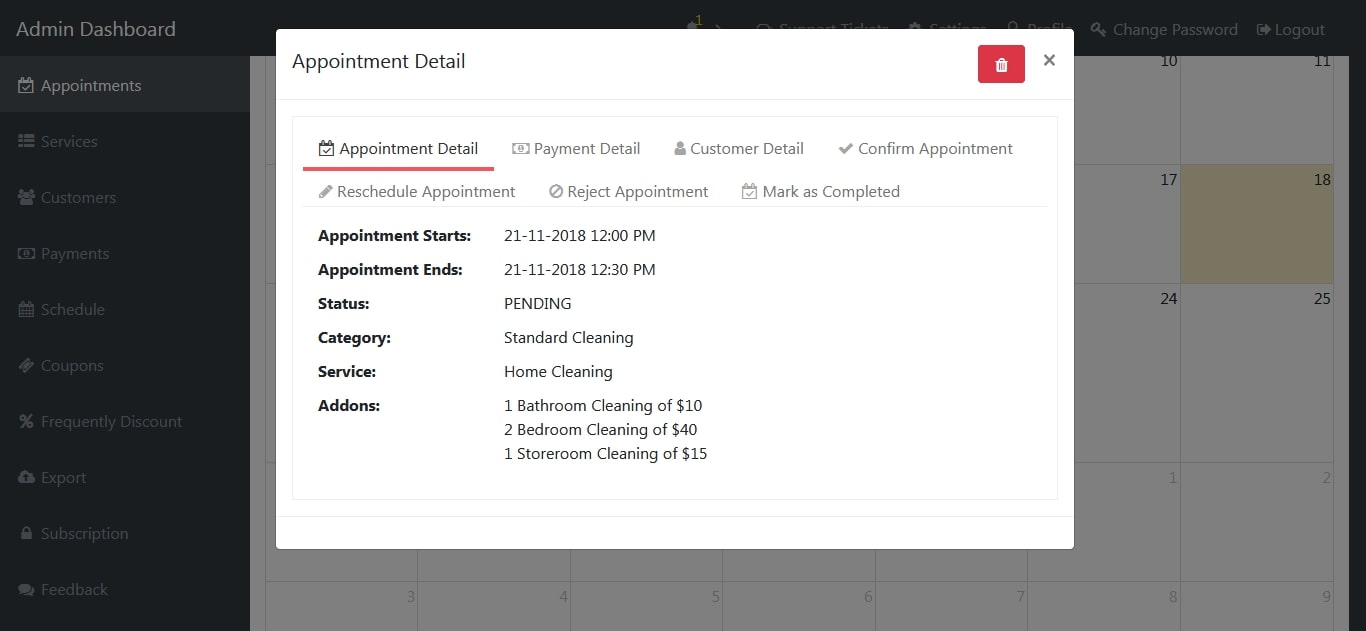 Admin Dashboard
1
Support Tickets Settings Profile Change Password Logout
Appointments
Services
Customers
Payments
Schedule
Coupons
Frequently Discount
Export
Subscription
Feedback
Appointment Detail
×
Appointment Detail Payment Detail Customer Detail Confirm Appointment
Reschedule Appointment Reject Appointment Mark as Completed
Appointment Starts: 21-11-2018 12:00 PM
Appointment Ends: 21-11-2018 12:30 PM
Status: PENDING
Category: Standard Cleaning
Service: Home Cleaning
Addons: 1 Bathroom Cleaning of $10
2 Bedroom Cleaning of $40
1 Storeroom Cleaning of $15
10 11
17 18
24 25
1 2
3 4 5 6 7 8 9